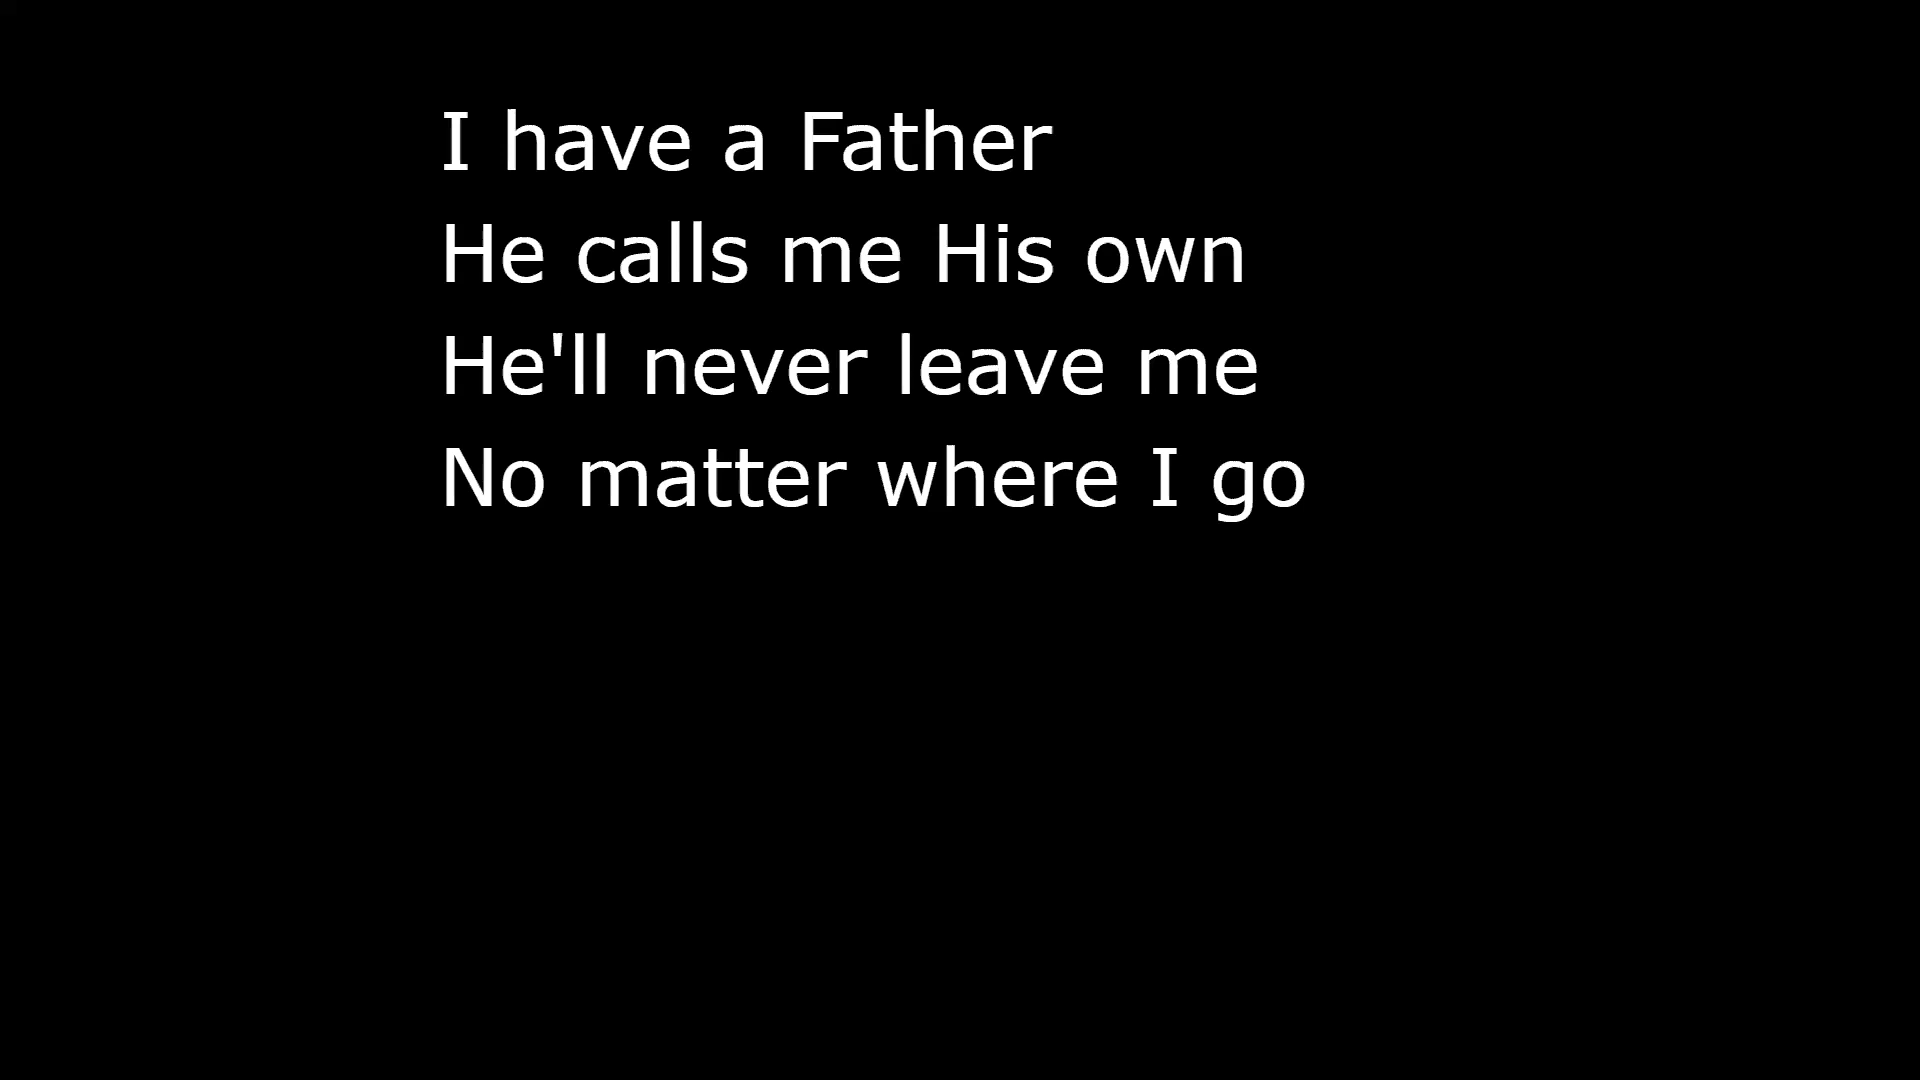 I have a Father
He calls me His own
He'll never leave me
No matter where I go